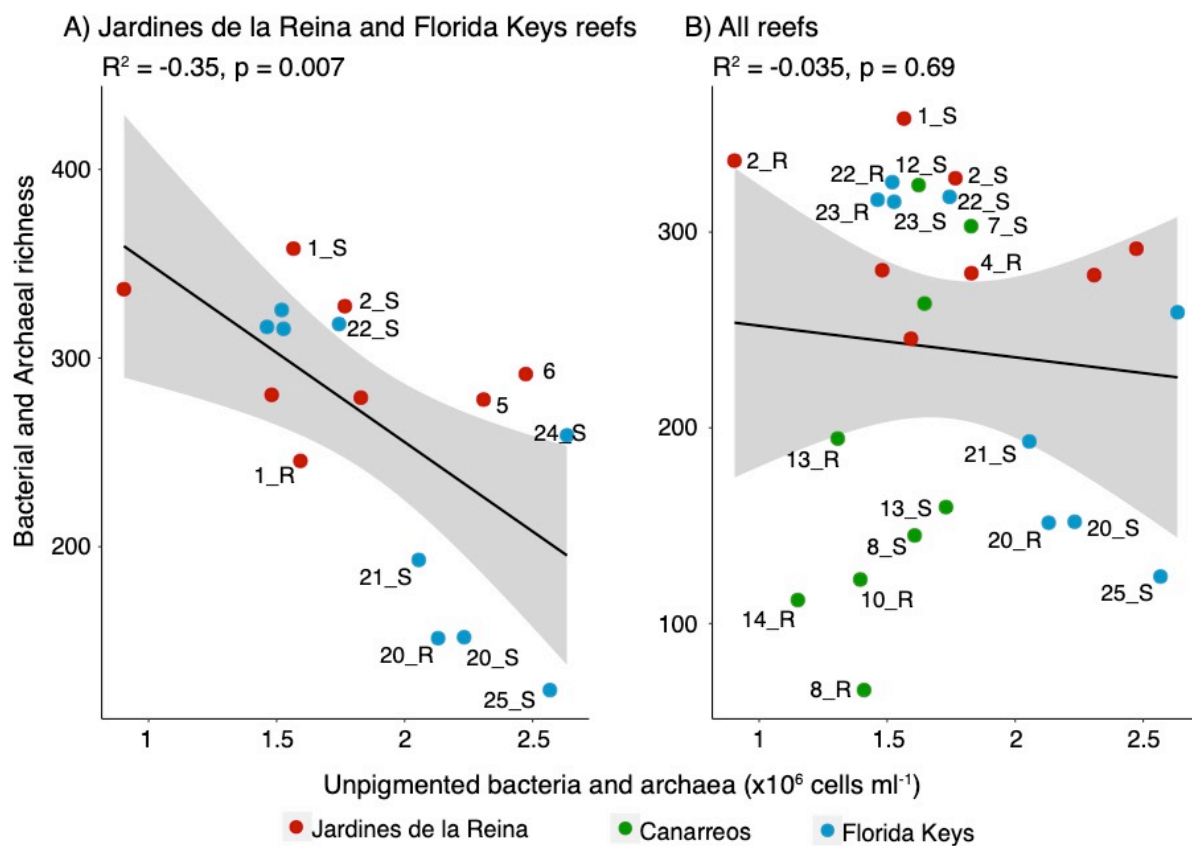 A) Jardines de la Reina and Florida Keys reefs
R² = -0.35, p = 0.007
B) All reefs
R² = -0.035, p = 0.69
Bacterial and Archaeal richness
400
300
200
1_S
2_S
22_S
6
5
24_S
1_R
21_S
20_R
20_S
25_S
1
1.5
2
2.5
300
200
100
1_S
2_R
12_S
22_R
2_S
22_S
23_R
23_S
7_S
4_R
13_R
21_S
13_S
8_S
20_R
20_S
10_R
25_S
14_R
8_R
1
1.5
2
2.5
Unpigmented bacteria and archaea (x10⁶ cells ml⁻¹)
Jardines de la Reina
Canarreos
Florida Keys